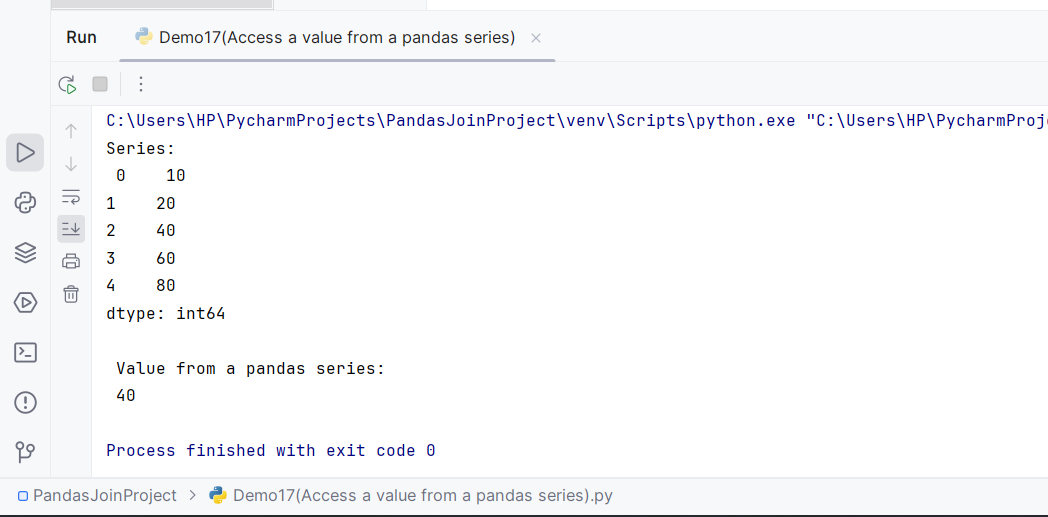 Run Demo17(Access a value from a pandas series)
C:\Users\HP\PycharmProjects\PandasJoinProject\venv\Scripts\python.exe "C:\Users\HP\PycharmProj
Series:
 0    10
1    20
2    40
3    60
4    80
dtype: int64
 Value from a pandas series:
 40
Process finished with exit code 0
PandasJoinProject > Demo17(Access a value from a pandas series).py